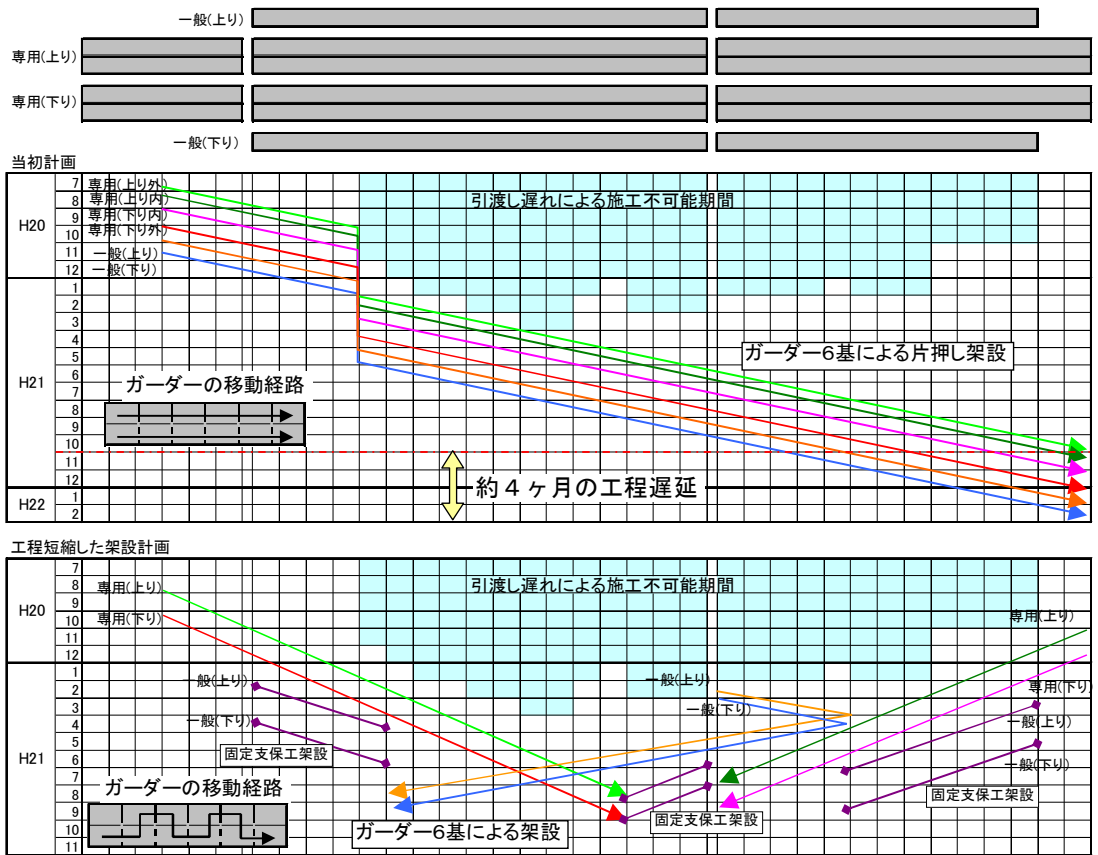 一般(上り)
専用(上り)
専用(下り)
一般(下り)
当初計画
H20
7
8
9
10
11
12
専用(上り外)
専用(上り内)
専用(下り内)
専用(下り外)
一般(上り)
一般(下り)
引渡し遅れによる施工不可能期間
H21
1
2
3
4
5
6
7
8
9
10
11
12
ガーダー6基による片押し架設
ガーダーの移動経路
約4ヶ月の工程遅延
H22
1
2
工程短縮した架設計画
H20
7
8
9
10
11
12
専用(上り)
専用(下り)
引渡し遅れによる施工不可能期間
専用(上り)
H21
1
2
3
4
5
6
7
8
9
10
11
一般(上り)
一般(下り)
固定支保工架設
一般(上り)
一般(下り)
専用(下り)
一般(上り)
一般(下り)
固定支保工架設
ガーダーの移動経路
ガーダー6基による架設
固定支保工架設